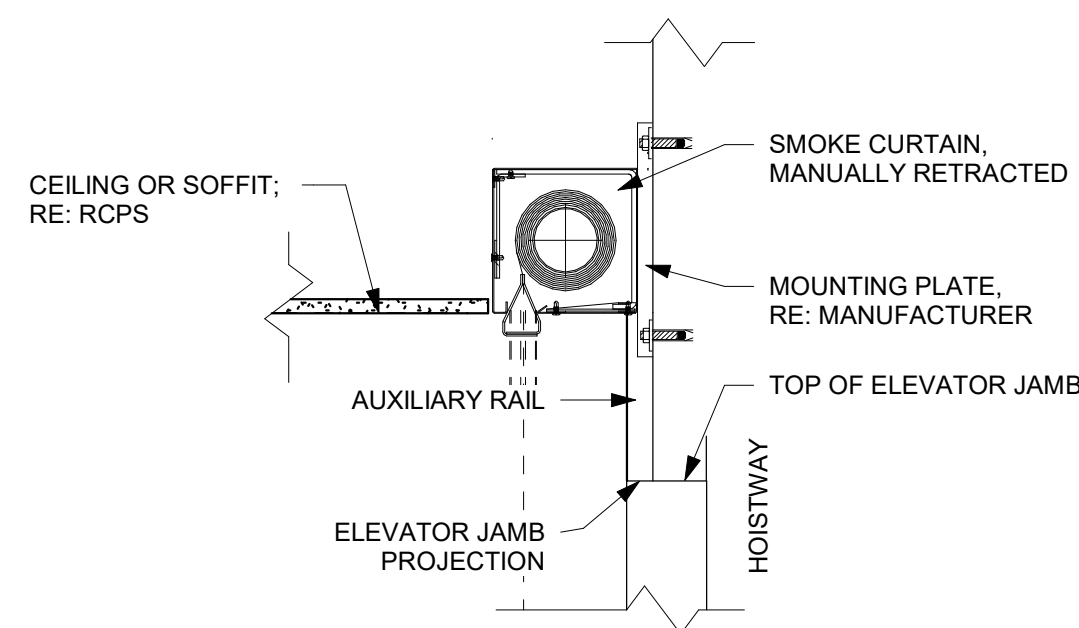 SMOKE CURTAIN,
MANUALLY RETRACTED
CEILING OR SOFFIT;
RE: RCPS
MOUNTING PLATE,
RE: MANUFACTURER
AUXILIARY RAIL
TOP OF ELEVATOR JAMB
ELEVATOR JAMB
PROJECTION
HOISTWAY